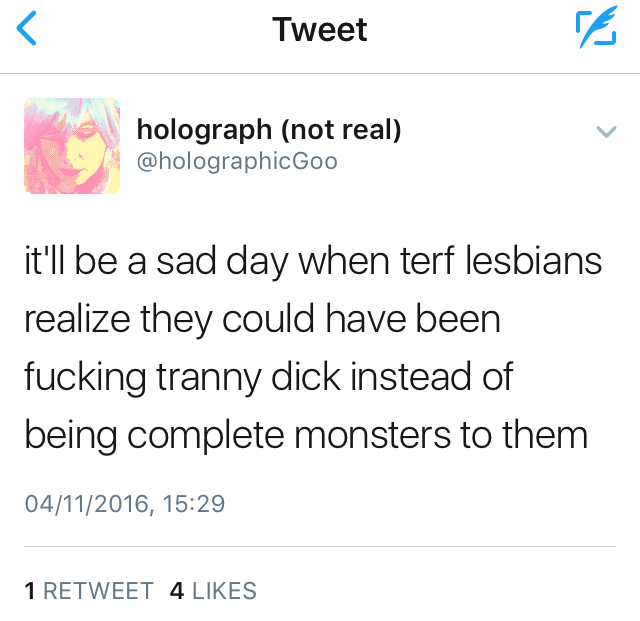 Tweet
holograph (not real)
@holographicGoo
it'll be a sad day when terf lesbians
realize they could have been
fucking tranny dick instead of
being complete monsters to them
04/11/2016, 15:29
1 RETWEET 4 LIKES